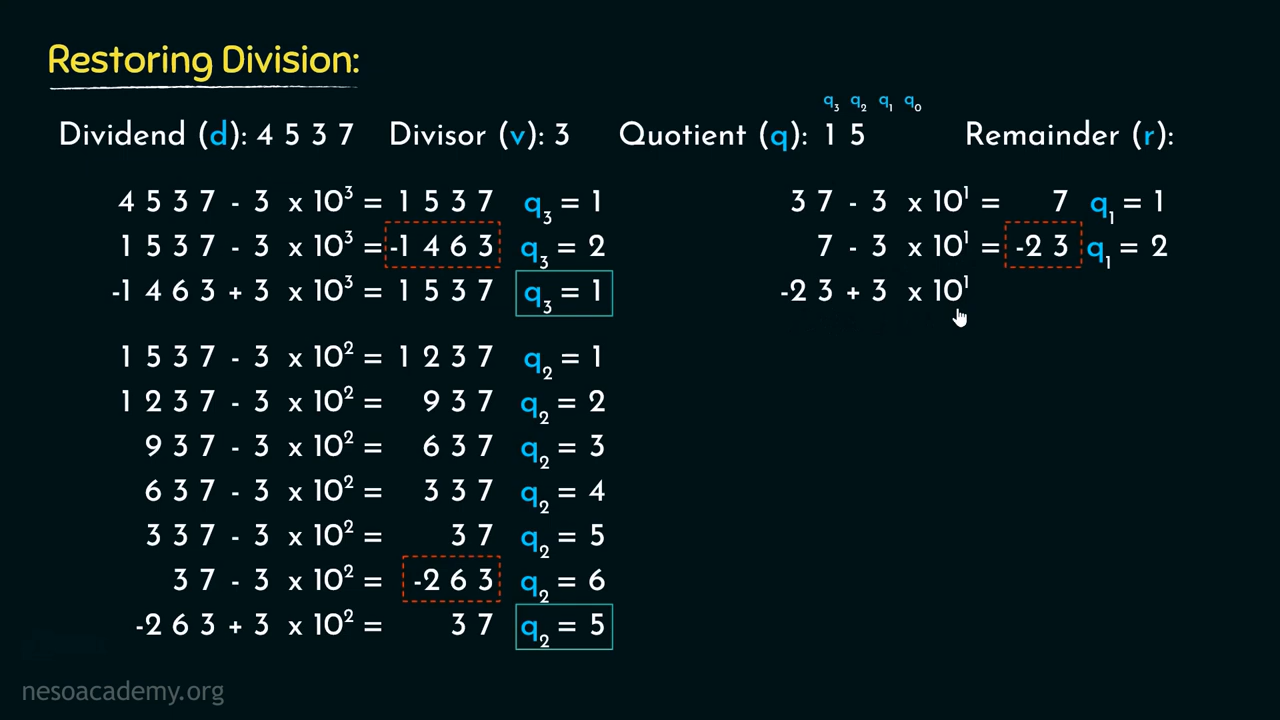 Restoring Division:
q₃ q₂ q₁ q₀
Dividend (d): 4 5 3 7 Divisor (v): 3 Quotient (q): 1 5 Remainder (r):
4 5 3 7 - 3 x 10³ = 1 5 3 7 q₃ = 1
1 5 3 7 - 3 x 10³ = -1 4 6 3 q₃ = 2
-1 4 6 3 + 3 x 10³ = 1 5 3 7 q₃ = 1
1 5 3 7 - 3 x 10² = 1 2 3 7 q₂ = 1
1 2 3 7 - 3 x 10² = 9 3 7 q₂ = 2
9 3 7 - 3 x 10² = 6 3 7 q₂ = 3
6 3 7 - 3 x 10² = 3 3 7 q₂ = 4
3 3 7 - 3 x 10² = 3 7 q₂ = 5
3 7 - 3 x 10² = -2 6 3 q₂ = 6
-2 6 3 + 3 x 10² = 3 7 q₂ = 5
3 7 - 3 x 10¹ = 7 q₁ = 1
7 - 3 x 10¹ = -2 3 q₁ = 2
-2 3 + 3 x 10¹
nesoacademy.org